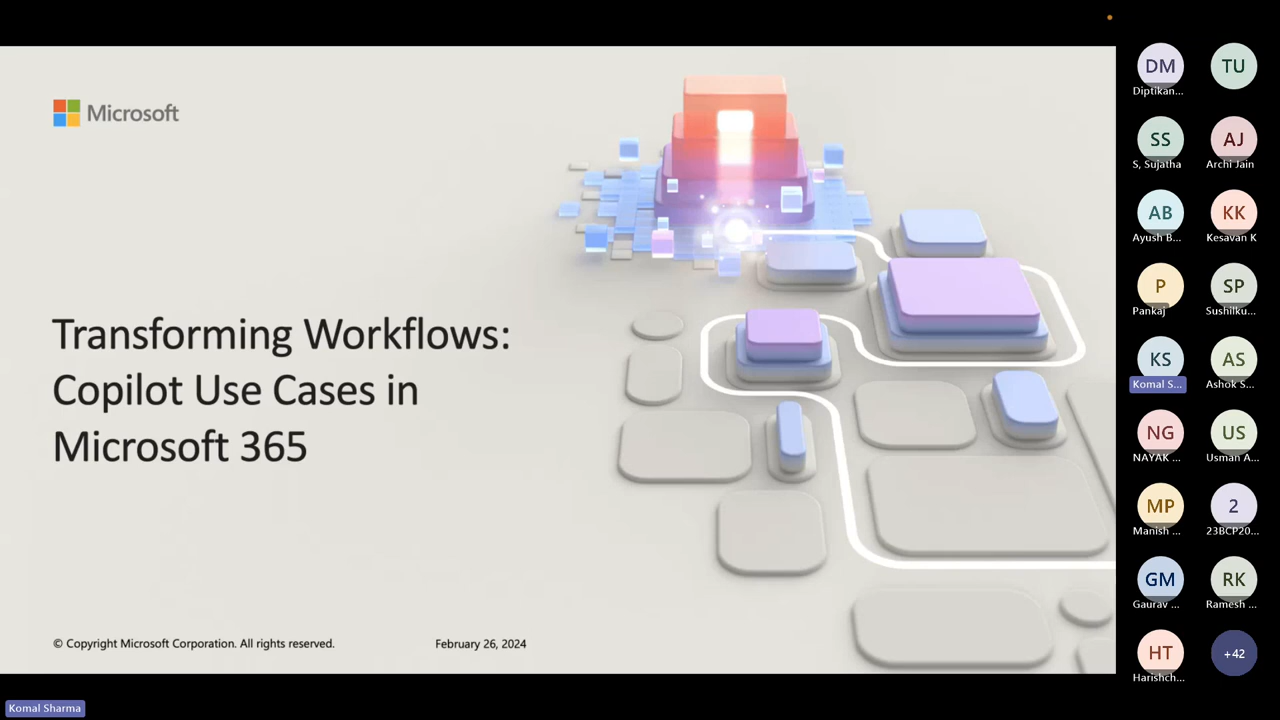 Microsoft
Transforming Workflows:
Copilot Use Cases in
Microsoft 365
© Copyright Microsoft Corporation. All rights reserved.
February 26, 2024
DM
Diptikan...
TU
SS
S, Sujatha
AJ
Archi Jain
AB
Ayush B...
KK
Kesavan K
P
Pankaj
SP
Sushilku...
KS
Komal S...
AS
Ashok S...
NG
NAYAK ...
US
Usman A...
MP
Manish ...
2
23BCP20...
GM
Gaurav ...
RK
Ramesh ...
HT
Harishch...
+42
Komal Sharma